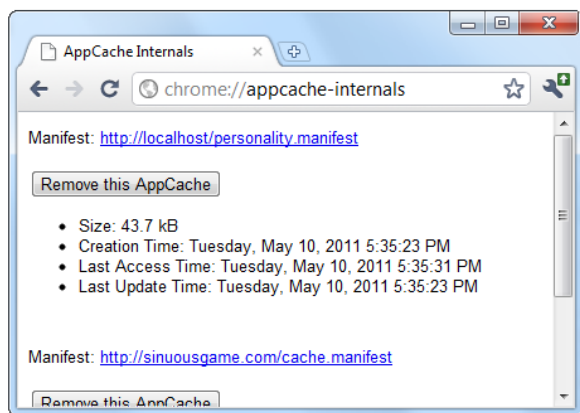 AppCache Internals
chrome://appcache-internals
Manifest: http://localhost/personality.manifest
Remove this AppCache
Size: 43.7 kB
Creation Time: Tuesday, May 10, 2011 5:35:23 PM
Last Access Time: Tuesday, May 10, 2011 5:35:31 PM
Last Update Time: Tuesday, May 10, 2011 5:35:23 PM
Manifest: http://sinuousgame.com/cache.manifest
Remove this AppCache